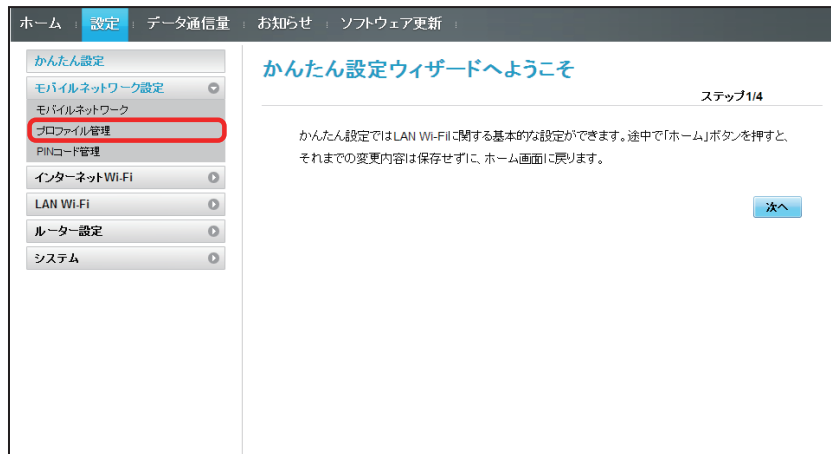 ホーム 設定 データ通信量 お知らせ ソフトウェア更新
かんたん設定
モバイルネットワーク設定
モバイルネットワーク
プロファイル管理
PINコード管理
インターネットWi-Fi
LAN Wi-Fi
ルーター設定
システム
かんたん設定ウィザードへようこそ
ステップ1/4
かんたん設定ではLAN Wi-Fiに関する基本的な設定ができます。途中で「ホーム」ボタンを押すと、
それまでの変更内容は保存せずに、ホーム画面に戻ります。
次へ